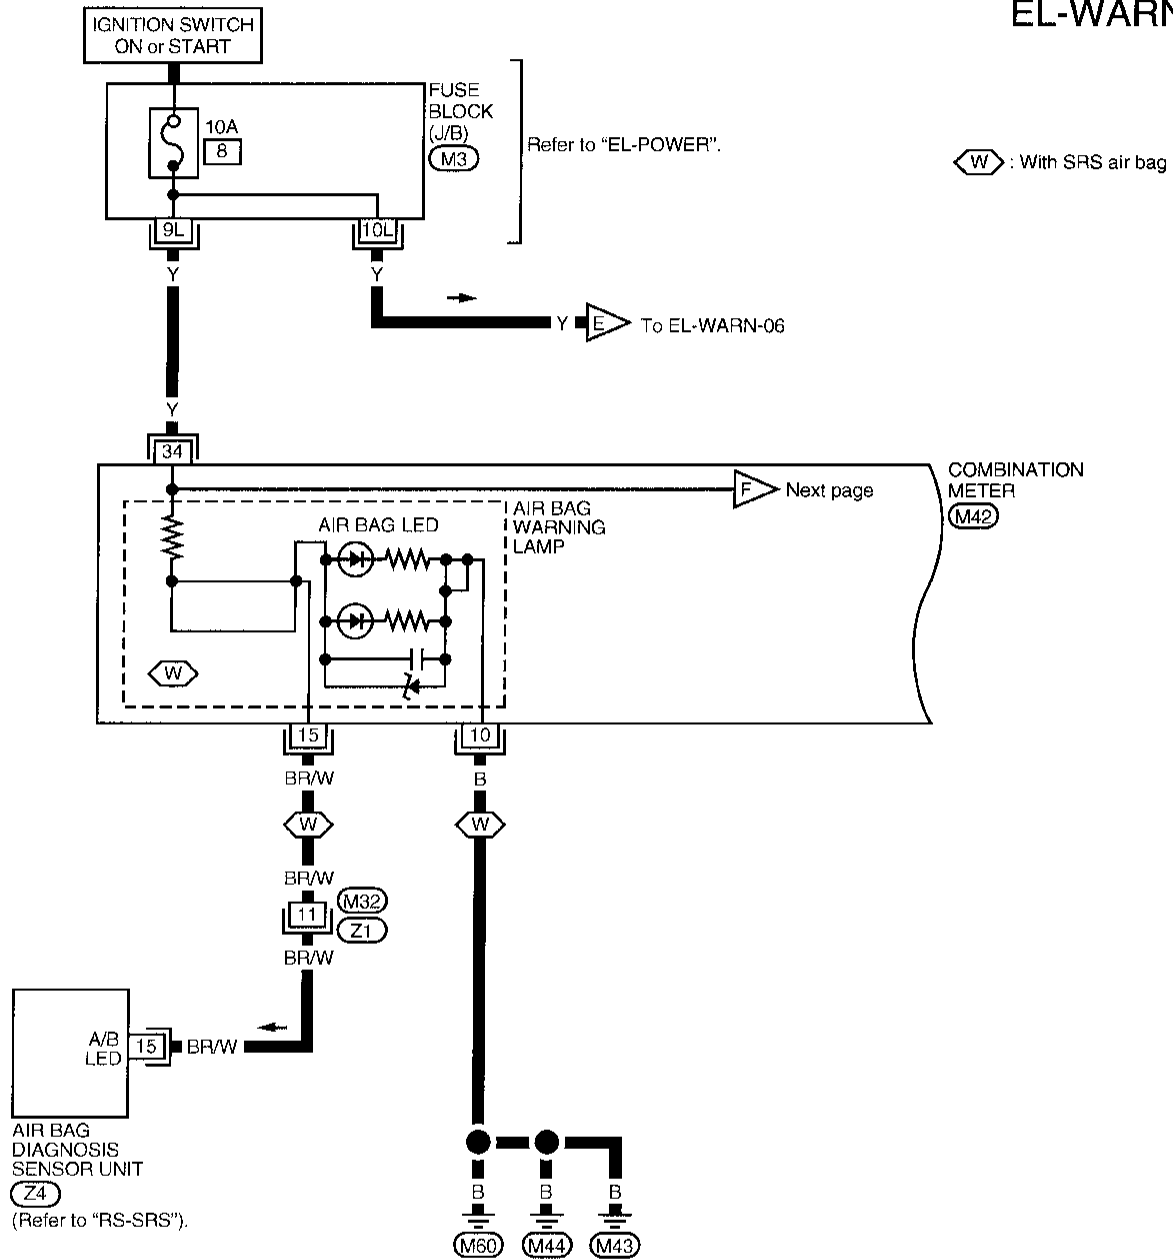 EL-WARN
IGNITION SWITCH
ON or START
FUSE
BLOCK
(J/B)
M3
10A
8
Refer to “EL-POWER”.
W : With SRS air bag
9L
10L
Y
Y
Y
E
To EL-WARN-06
Y
34
COMBINATION
METER
M42
F
Next page
AIR BAG
WARNING
LAMP
AIR BAG LED
W
15
10
BR/W
B
W
W
BR/W
M32
11
Z1
BR/W
A/B
LED
15
BR/W
AIR BAG
DIAGNOSIS
SENSOR UNIT
Z4
(Refer to “RS-SRS”).
B
B
B
M60
M44
M43